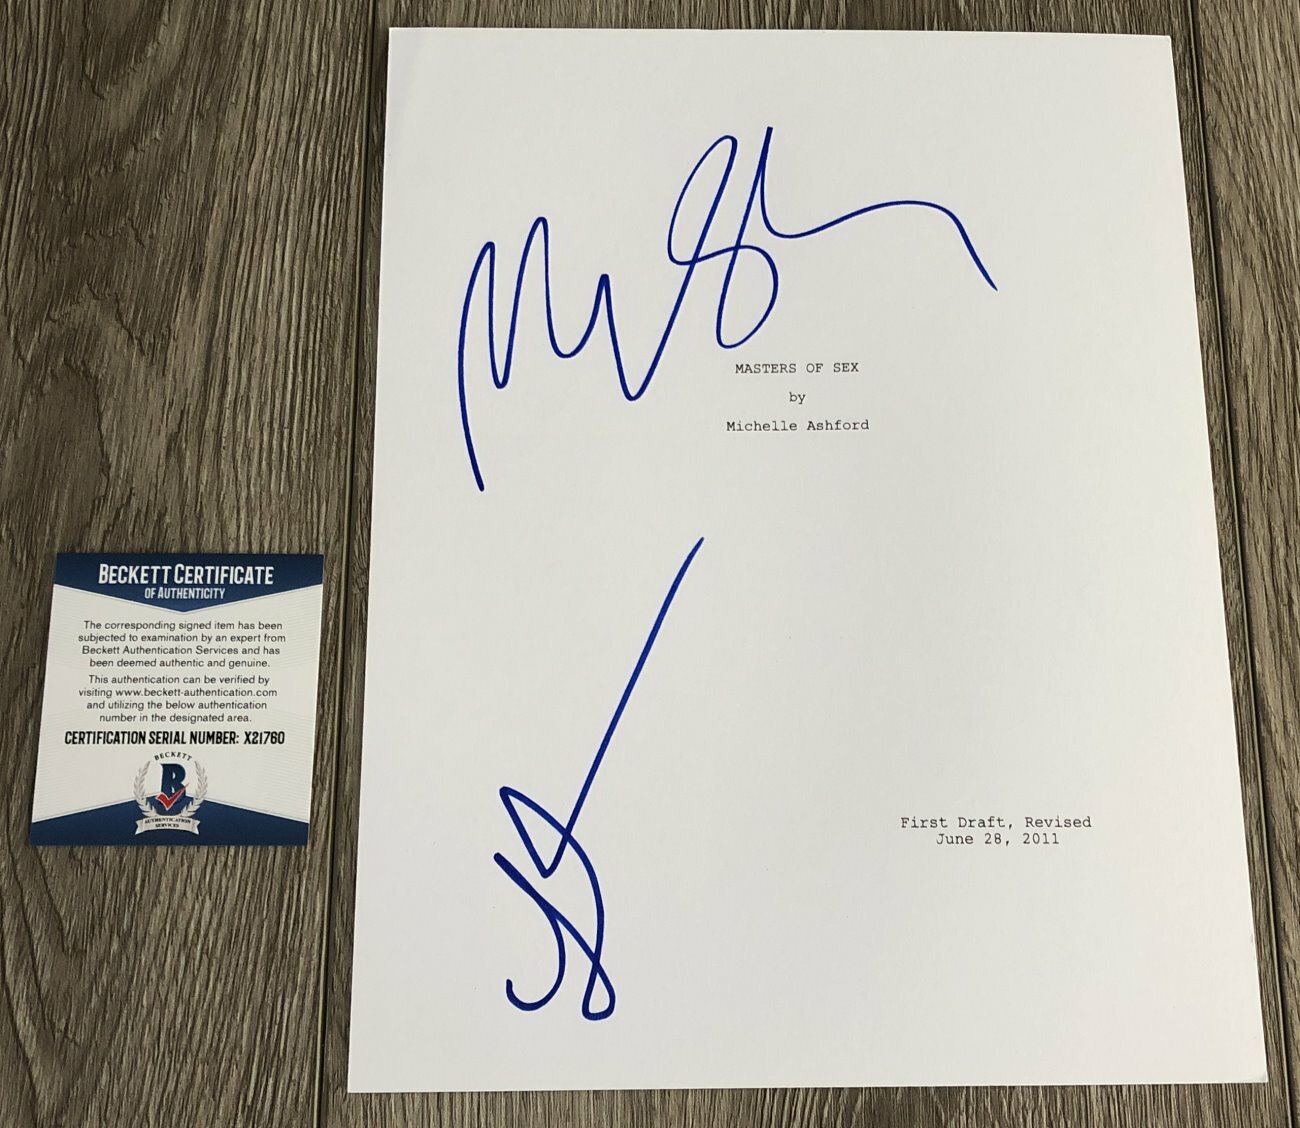 MASTERS OF SEX
by
Michelle Ashford
First Draft, Revised
June 28, 2011
BECKETT CERTIFICATE
OF AUTHENTICITY
The corresponding signed item has been
subjected to examination by an expert from
Beckett Authentication Services and has
been deemed authentic and genuine.
This authentication can be verified by
visiting www.beckett-authentication.com
and utilizing the below authentication
number in the designated area.
CERTIFICATION SERIAL NUMBER: X21760
BECKETT
B
AUTHENTICATION
SERVICES